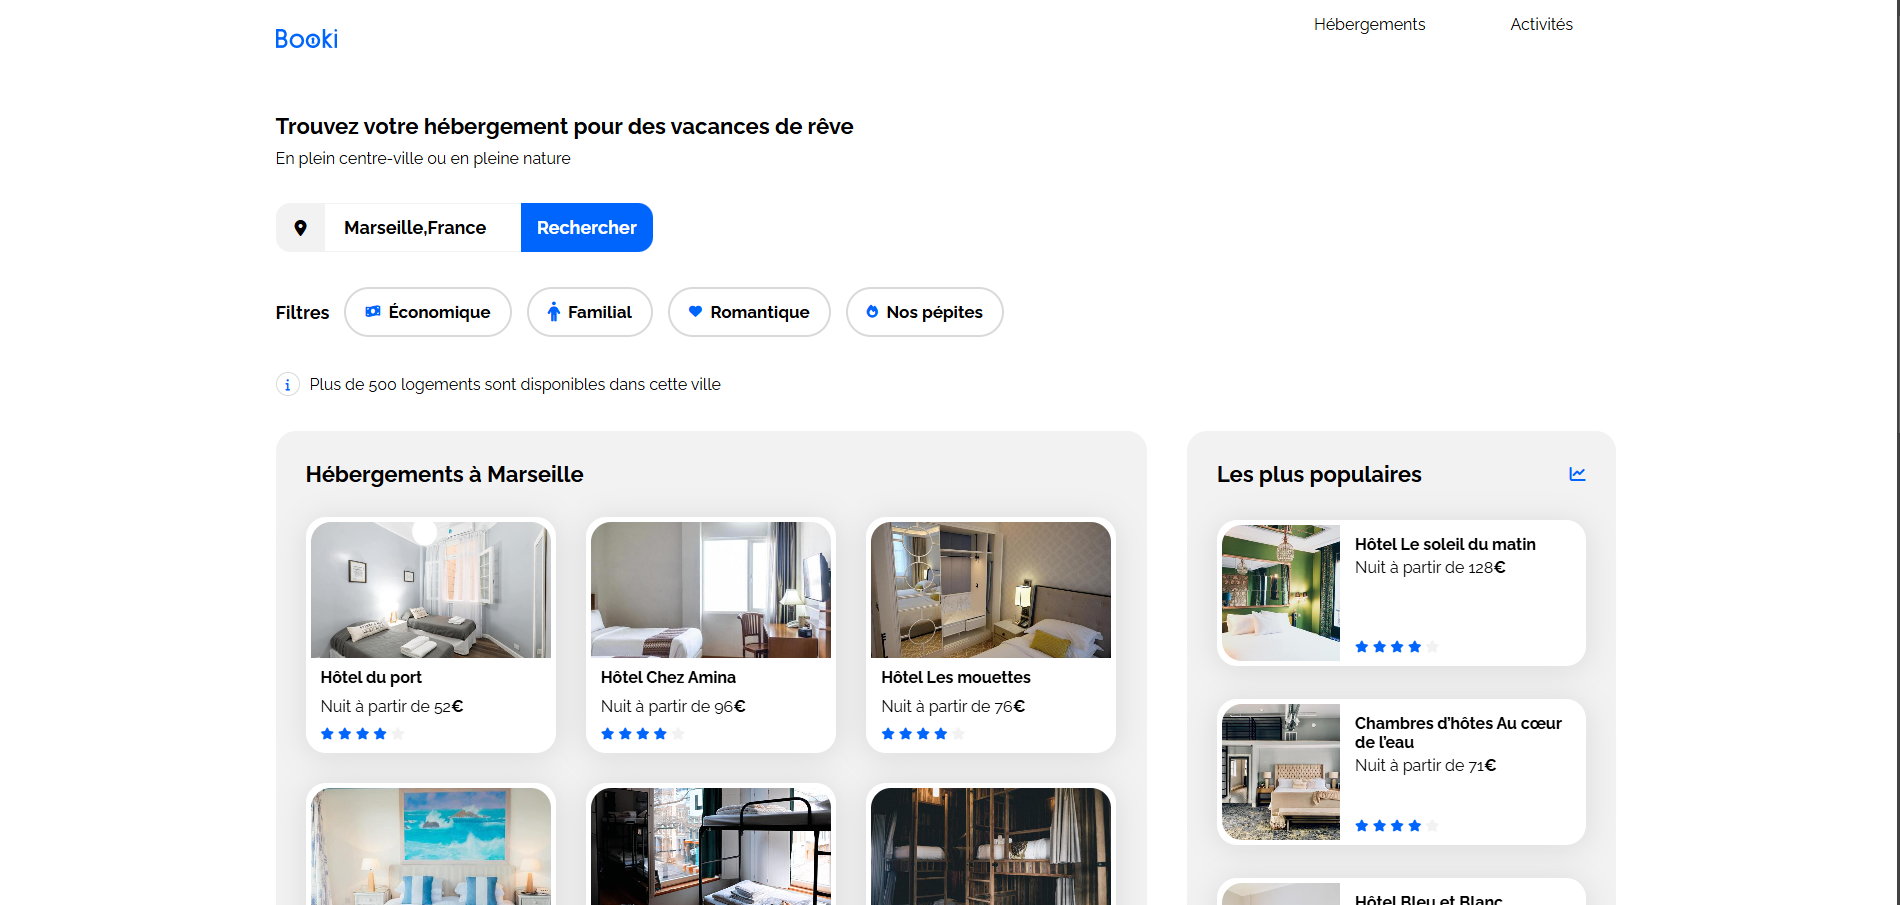 Booki
Hébergements
Activités
Trouvez votre hébergement pour des vacances de rêve
En plein centre-ville ou en pleine nature
Marseille,France
Rechercher
Filtres
Économique
Familial
Romantique
Nos pépites
Plus de 500 logements sont disponibles dans cette ville
Hébergements à Marseille
Hôtel du port
Nuit à partir de 52€
Hôtel Chez Amina
Nuit à partir de 96€
Hôtel Les mouettes
Nuit à partir de 76€
Les plus populaires
Hôtel Le soleil du matin
Nuit à partir de 128€
Chambres d’hôtes Au cœur
de l’eau
Nuit à partir de 71€
Hôtel Bleu et Blanc